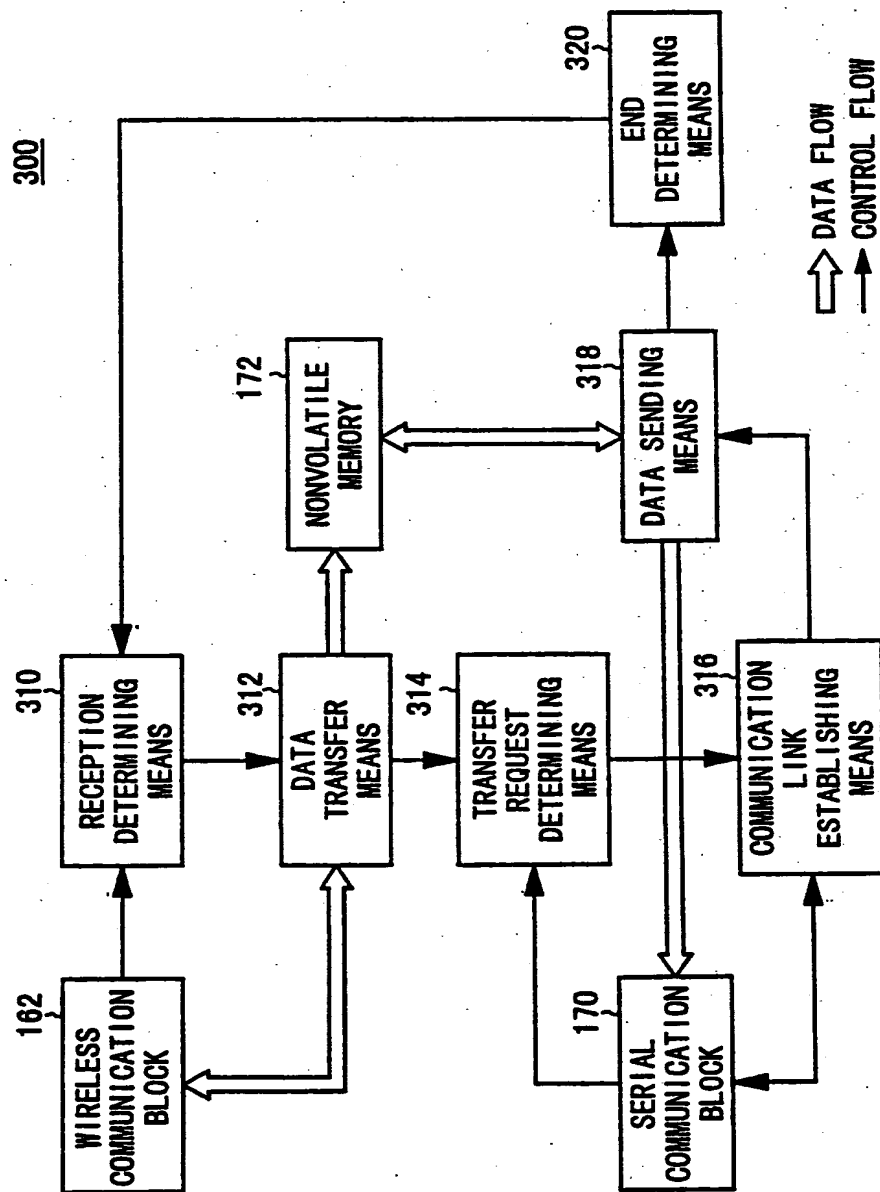 300
162
WIRELESS
COMMUNICATION
BLOCK
310
RECEPTION
DETERMINING
MEANS
312
DATA
TRANSFER
MEANS
172
NONVOLATILE
MEMORY
314
TRANSFER
REQUEST
DETERMINING
MEANS
170
SERIAL
COMMUNICATION
BLOCK
316
COMMUNICATION
LINK
ESTABLISHING
MEANS
318
DATA SENDING
MEANS
320
END
DETERMINING
MEANS
DATA FLOW
CONTROL FLOW